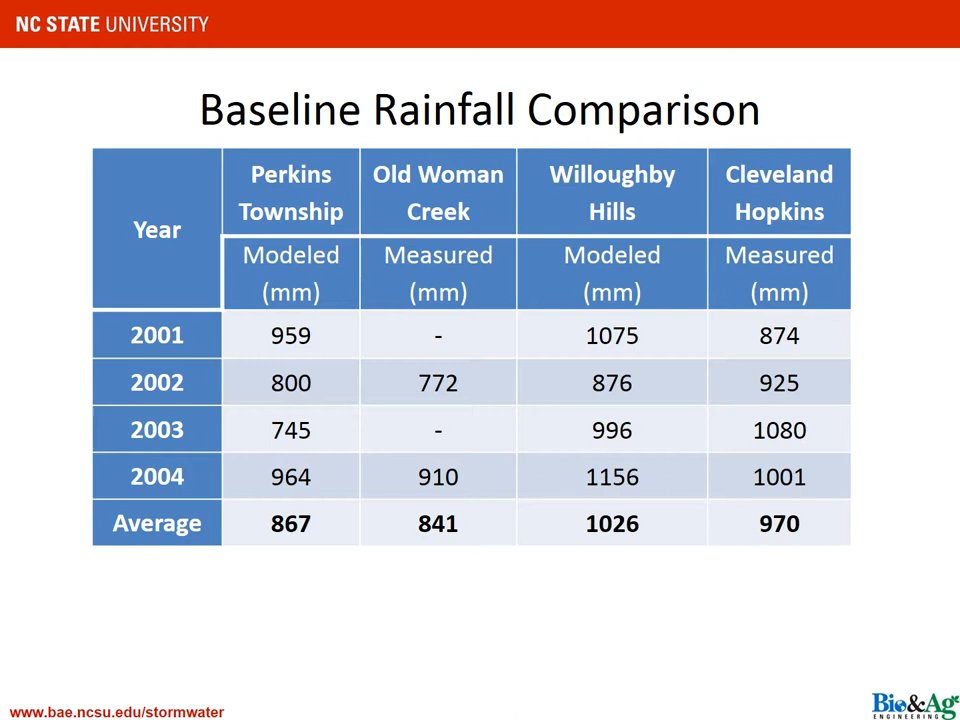 NC STATE UNIVERSITY
Baseline Rainfall Comparison
Year
Perkins Township
Old Woman Creek
Willoughby Hills
Cleveland Hopkins
Modeled (mm)
Measured (mm)
Modeled (mm)
Measured (mm)
2001 959 - 1075 874
2002 800 772 876 925
2003 745 - 996 1080
2004 964 910 1156 1001
Average 867 841 1026 970
www.bae.ncsu.edu/stormwater
Bio&Ag
ENGINEERING